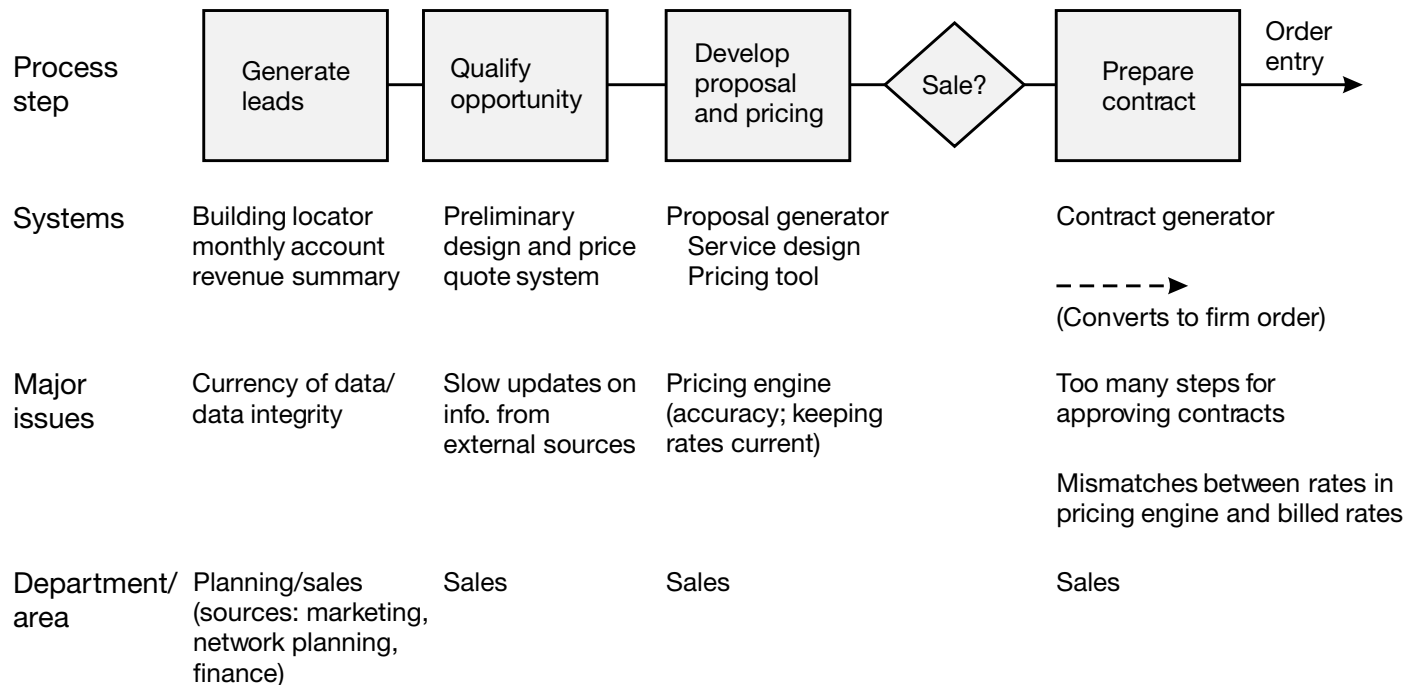 Process
step
Generate
leads
Qualify
opportunity
Develop
proposal
and pricing
Sale?
Prepare
contract
Order
entry
Systems
Building locator
monthly account
revenue summary
Preliminary
design and price
quote system
Proposal generator
Service design
Pricing tool
Contract generator
(Converts to firm order)
Major
issues
Currency of data/
data integrity
Slow updates on
info. from
external sources
Pricing engine
(accuracy; keeping
rates current)
Too many steps for
approving contracts
Mismatches between rates in
pricing engine and billed rates
Department/
area
Planning/sales
(sources: marketing,
network planning,
finance)
Sales
Sales
Sales